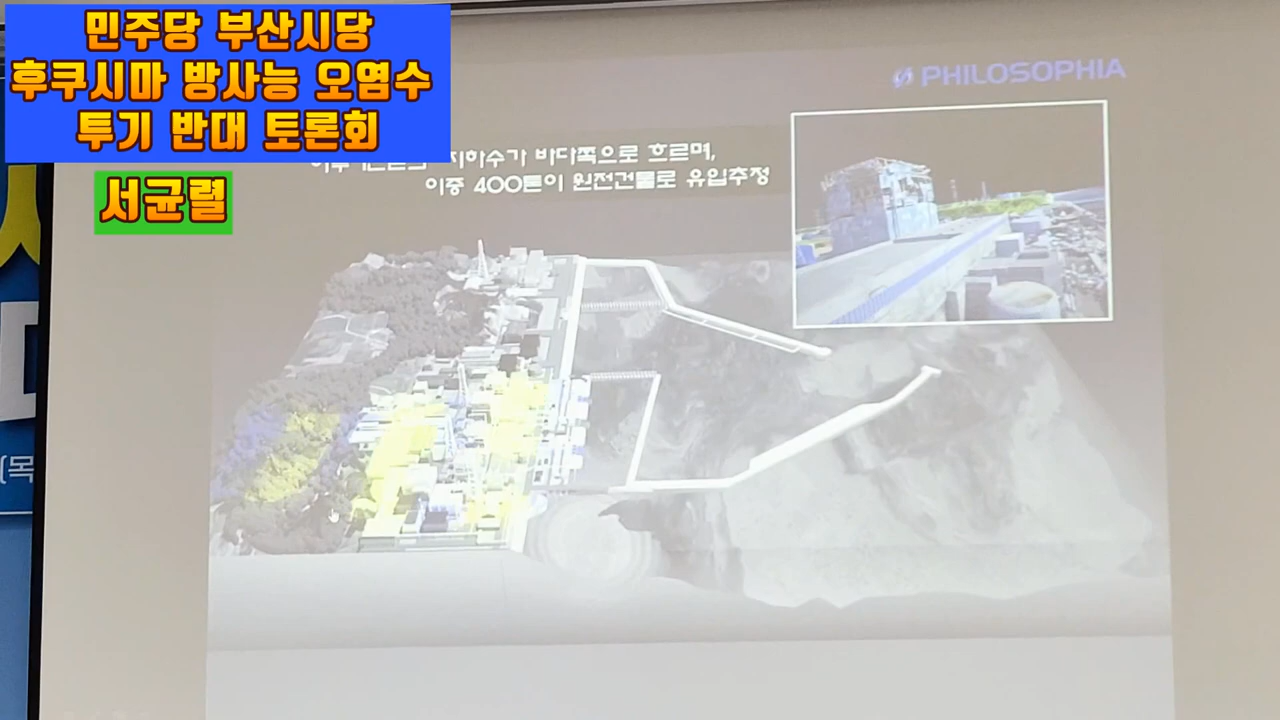 민주당 부산시당
후쿠시마 방사능 오염수
투기 반대 토론회
서균렬
PHILOSOPHIA
지하수가 바다쪽으로 흐르며,
이중 400톤이 원전건물로 유입추정
(목